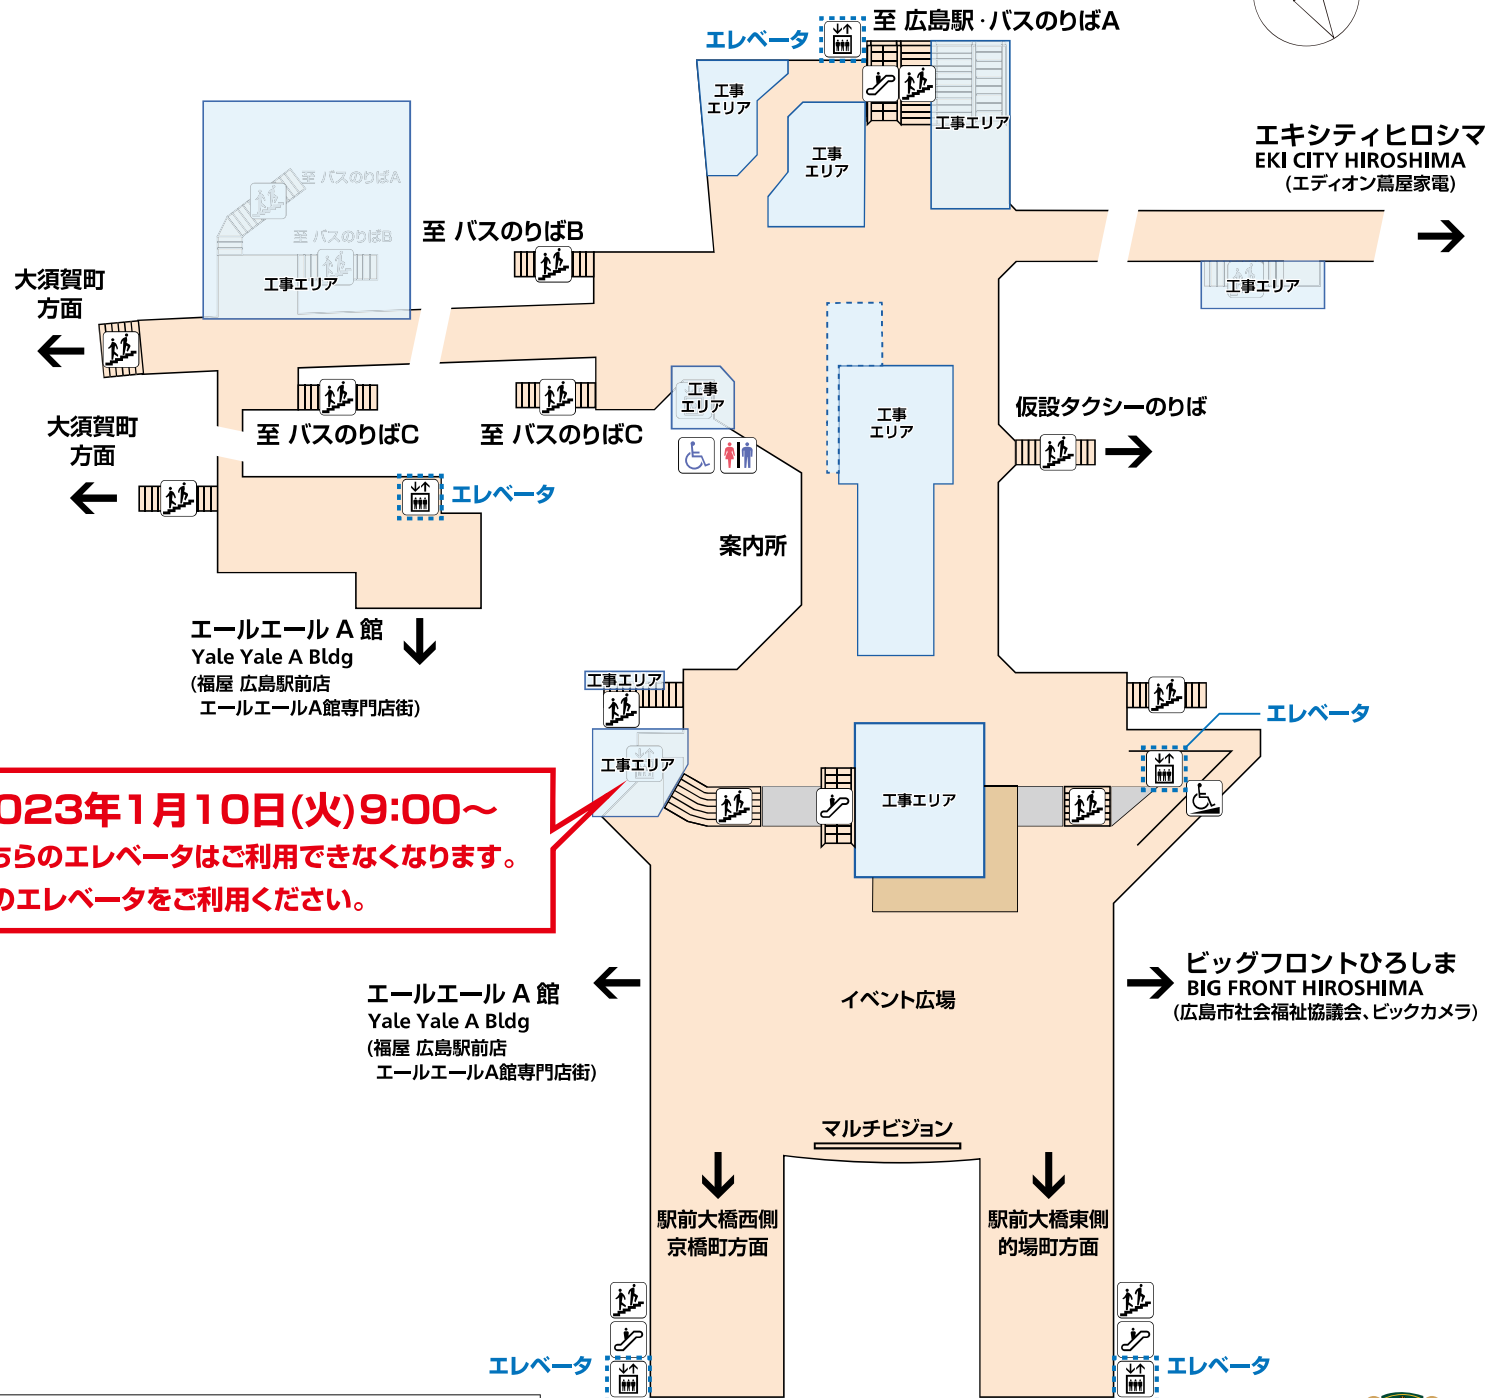 エレベータ
至 広島駅・バスのりばA
工事
エリア
工事
エリア
工事エリア
エキシティヒロシマ
EKI CITY HIROSHIMA
(エディオン蔦屋家電)
至 バスのりばA
至 バスのりばB
工事エリア
至 バスのりばB
大須賀町
方面
工事エリア
工事
エリア
工事
エリア
仮設タクシーのりば
大須賀町
方面
至 バスのりばC
至 バスのりばC
エレベータ
案内所
エールエール A 館
Yale Yale A Bldg
(福屋 広島駅前店
エールエールA館専門店街)
工事エリア
エレベータ
工事エリア
工事エリア
023年1月10日(火)9:00～
ちらのエレベータはご利用できなくなります。
のエレベータをご利用ください。
エールエール A 館
Yale Yale A Bldg
(福屋 広島駅前店
エールエールA館専門店街)
イベント広場
ビッグフロントひろしま
BIG FRONT HIROSHIMA
(広島市社会福祉協議会、ビックカメラ)
マルチビジョン
駅前大橋西側
京橋町方面
駅前大橋東側
的場町方面
エレベータ
エレベータ